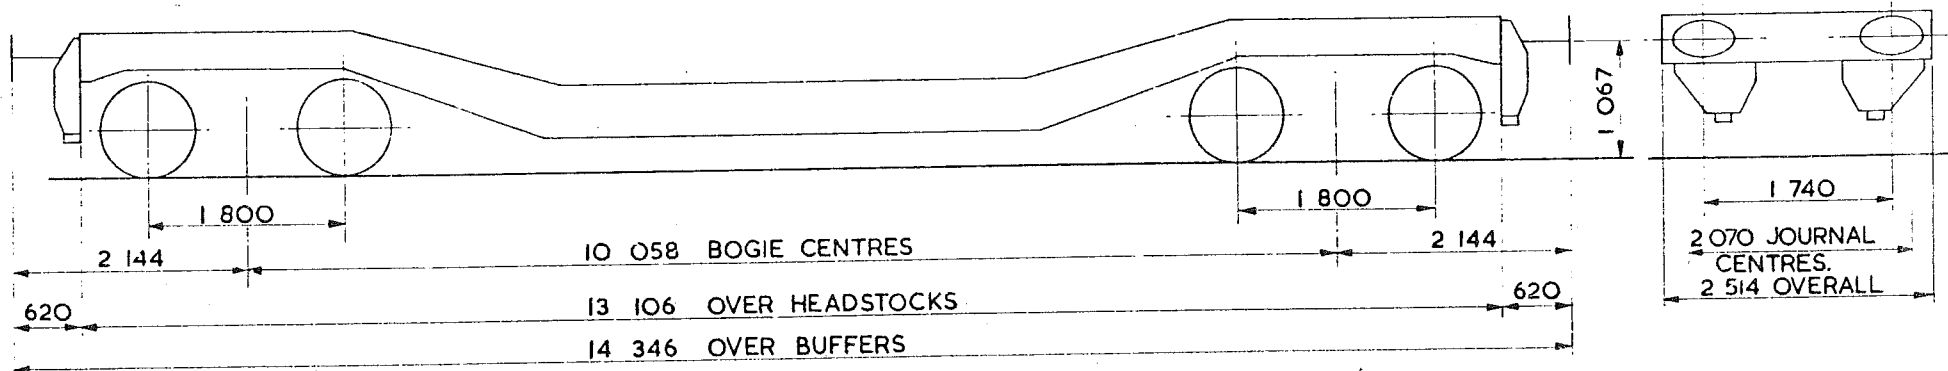 1 067
1 800
1 800
1 740
2 144
10 058 BOGIE CENTRES
2 144
2 070 JOURNAL
CENTRES.
2 514 OVERALL
620
13 106 OVER HEADSTOCKS
620
14 346 OVER BUFFERS